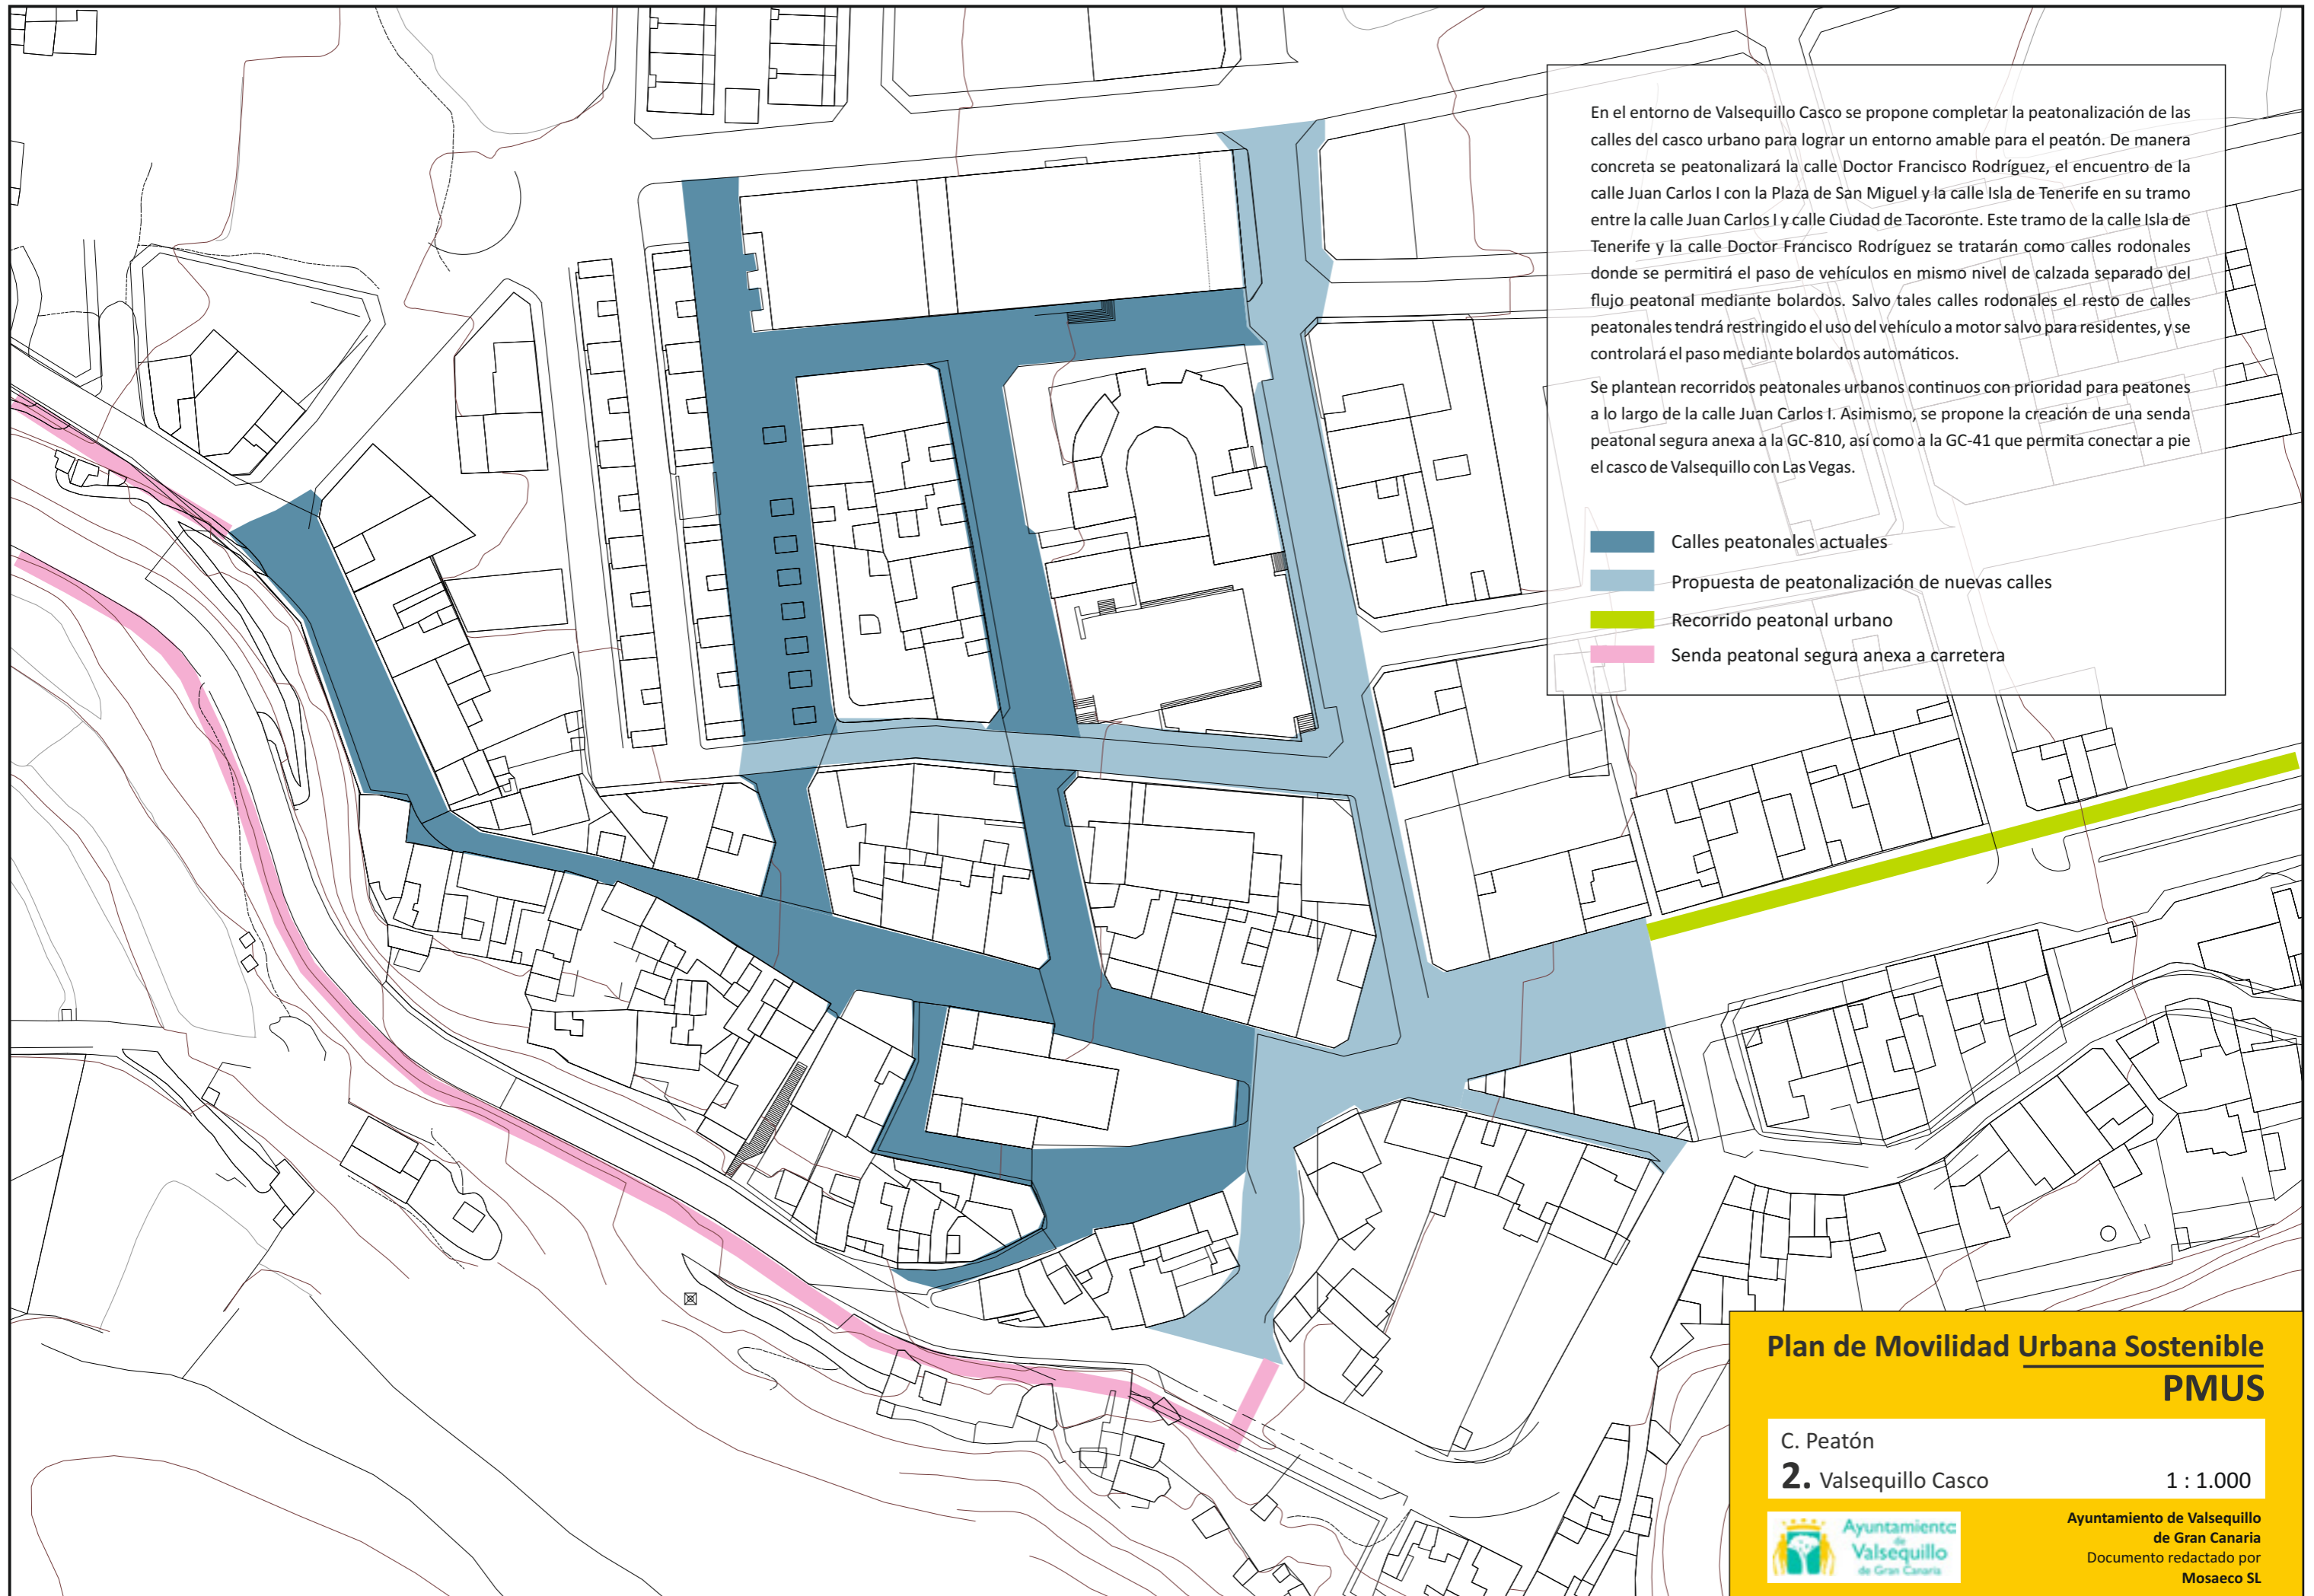 En el entorno de Valsequillo Casco se propone completar la peatonalización de las
calles del casco urbano para lograr un entorno amable para el peatón. De manera
concreta se peatonalizará la calle Doctor Francisco Rodríguez, el encuentro de la
calle Juan Carlos I con la Plaza de San Miguel y la calle Isla de Tenerife en su tramo
entre la calle Juan Carlos I y calle Ciudad de Tacoronte. Este tramo de la calle Isla de
Tenerife y la calle Doctor Francisco Rodríguez se tratarán como calles rodonales
donde se permitirá el paso de vehículos en mismo nivel de calzada separado del
flujo peatonal mediante bolardos. Salvo tales calles rodonales el resto de calles
peatonales tendrá restringido el uso del vehículo a motor salvo para residentes, y se
controlará el paso mediante bolardos automáticos.
Se plantean recorridos peatonales urbanos continuos con prioridad para peatones
a lo largo de la calle Juan Carlos I. Asimismo, se propone la creación de una senda
peatonal segura anexa a la GC-810, así como a la GC-41 que permita conectar a pie
el casco de Valsequillo con Las Vegas.
Calles peatonales actuales
Propuesta de peatonalización de nuevas calles
Recorrido peatonal urbano
Senda peatonal segura anexa a carretera
Plan de Movilidad Urbana Sostenible
PMUS
C. Peatón
2. Valsequillo Casco 1 : 1.000
Ayuntamiento
de
Valsequillo
de Gran Canaria
Ayuntamiento de Valsequillo
de Gran Canaria
Documento redactado por
Mosaeco SL